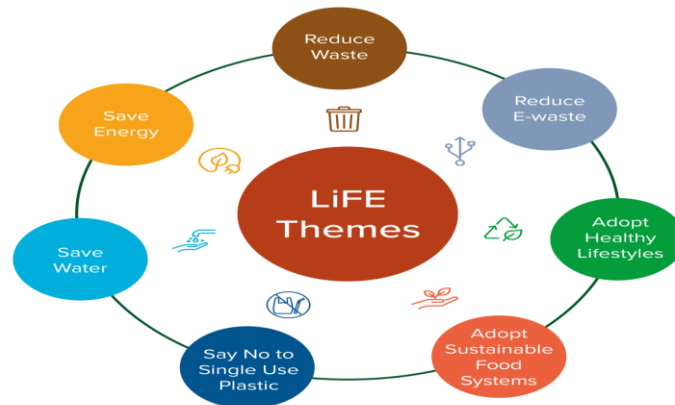 Reduce
Waste
Reduce
E-waste
Adopt
Healthy
Lifestyles
Adopt
Sustainable
Food
Systems
Say No to
Single Use
Plastic
Save
Water
Save
Energy
LiFE
Themes